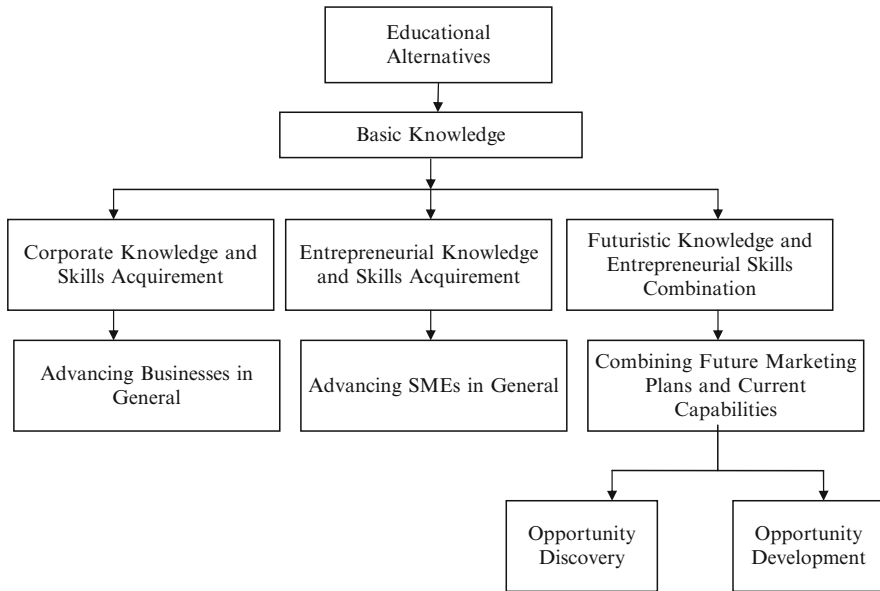 Educational
Alternatives
Basic Knowledge
Corporate Knowledge and
Skills Acquirement
Entrepreneurial Knowledge
and Skills Acquirement
Futuristic Knowledge and
Entrepreneurial Skills
Combination
Advancing Businesses in
General
Advancing SMEs in General
Combining Future Marketing
Plans and Current
Capabilities
Opportunity
Discovery
Opportunity
Development